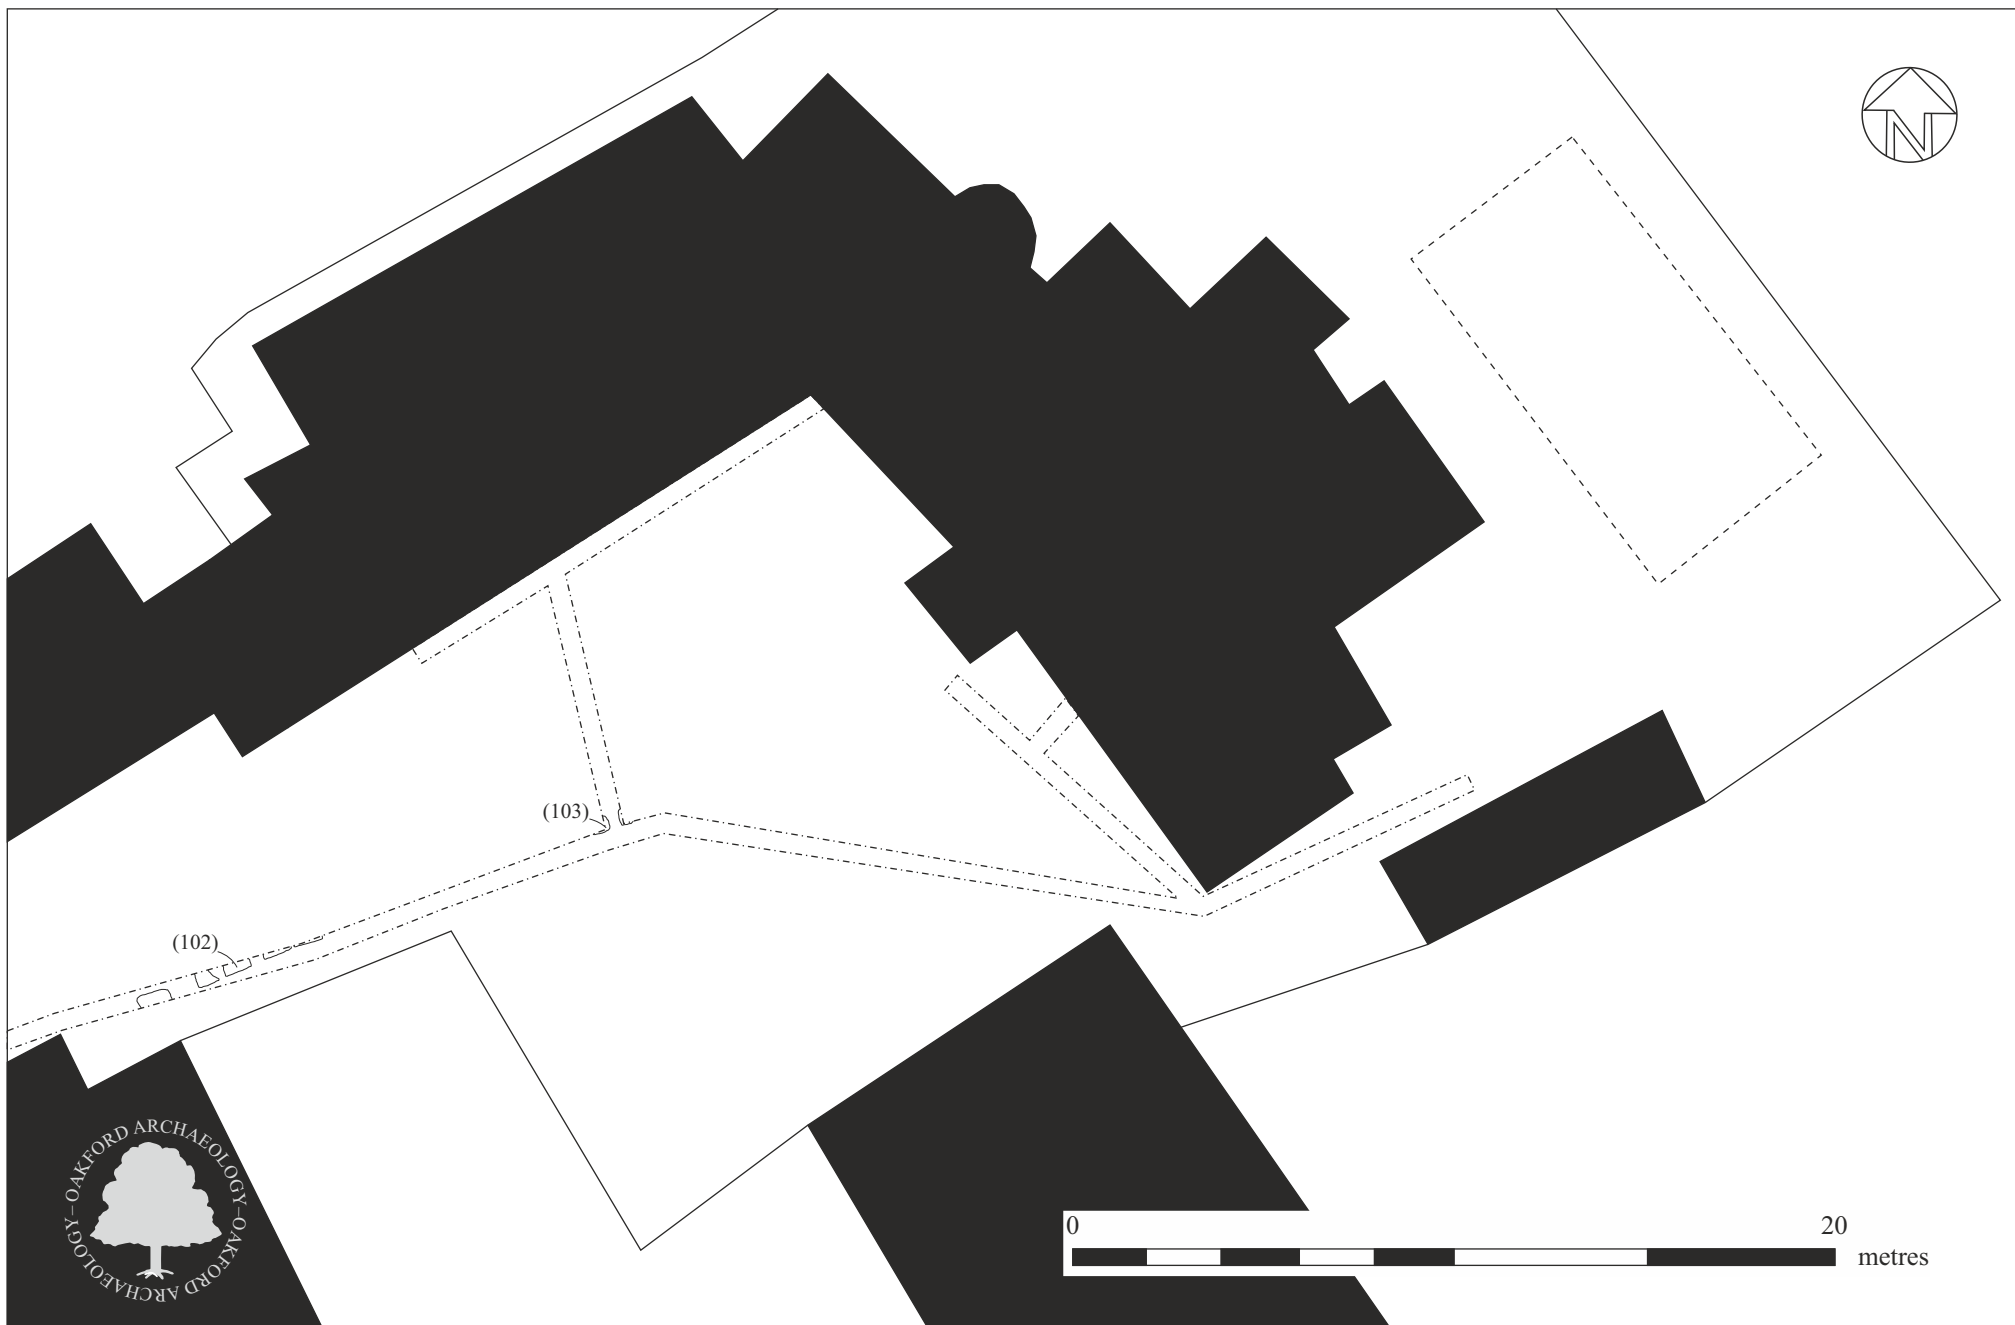 N
(103)
(102)
OAKFORD ARCHAEOLOGY–OAKFORD ARCHAEOLOGY–
0 20
metres